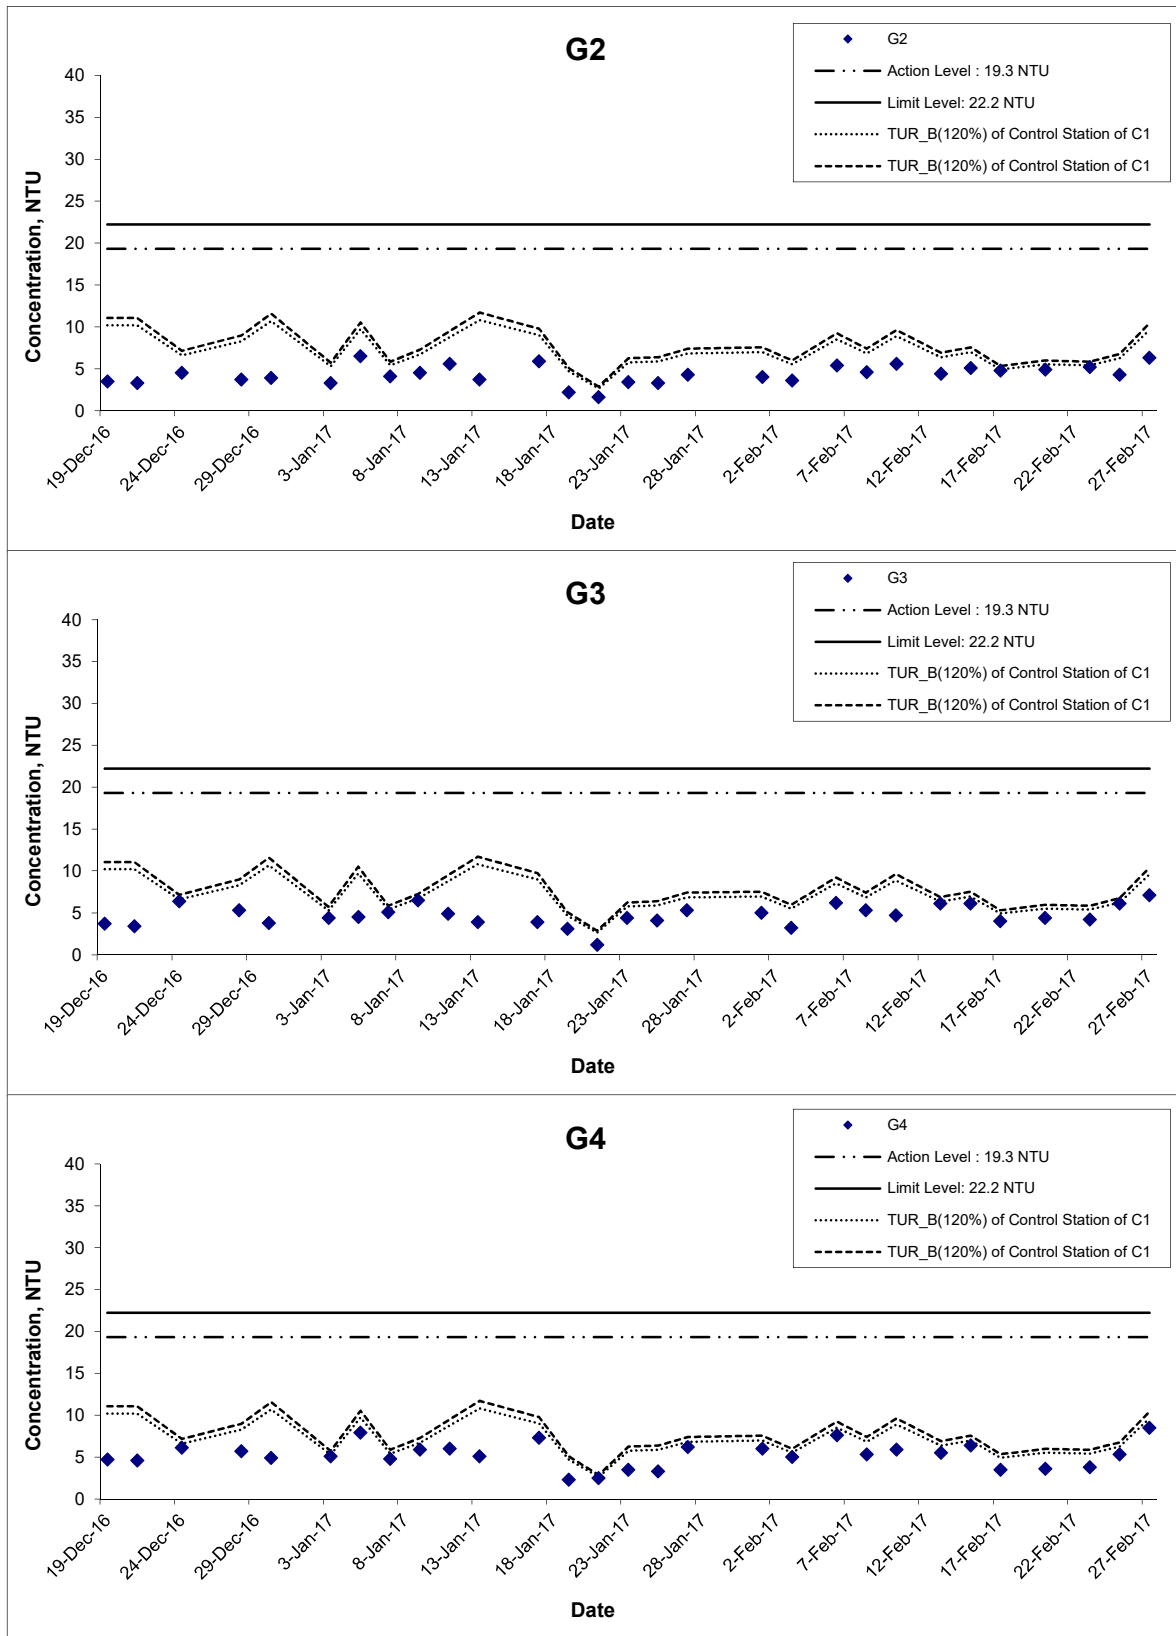 G2
G2
Action Level : 19.3 NTU
Limit Level: 22.2 NTU
TUR_B(120%) of Control Station of C1
TUR_B(120%) of Control Station of C1
Concentration, NTU
40
35
30
25
20
15
10
5
0
19-Dec-16
24-Dec-16
29-Dec-16
3-Jan-17
8-Jan-17
13-Jan-17
18-Jan-17
23-Jan-17
28-Jan-17
2-Feb-17
7-Feb-17
12-Feb-17
17-Feb-17
22-Feb-17
27-Feb-17
Date
G3
G3
Action Level : 19.3 NTU
Limit Level: 22.2 NTU
TUR_B(120%) of Control Station of C1
TUR_B(120%) of Control Station of C1
Concentration, NTU
40
35
30
25
20
15
10
5
0
19-Dec-16
24-Dec-16
29-Dec-16
3-Jan-17
8-Jan-17
13-Jan-17
18-Jan-17
23-Jan-17
28-Jan-17
2-Feb-17
7-Feb-17
12-Feb-17
17-Feb-17
22-Feb-17
27-Feb-17
Date
G4
G4
Action Level : 19.3 NTU
Limit Level: 22.2 NTU
TUR_B(120%) of Control Station of C1
TUR_B(120%) of Control Station of C1
Concentration, NTU
40
35
30
25
20
15
10
5
0
19-Dec-16
24-Dec-16
29-Dec-16
3-Jan-17
8-Jan-17
13-Jan-17
18-Jan-17
23-Jan-17
28-Jan-17
2-Feb-17
7-Feb-17
12-Feb-17
17-Feb-17
22-Feb-17
27-Feb-17
Date